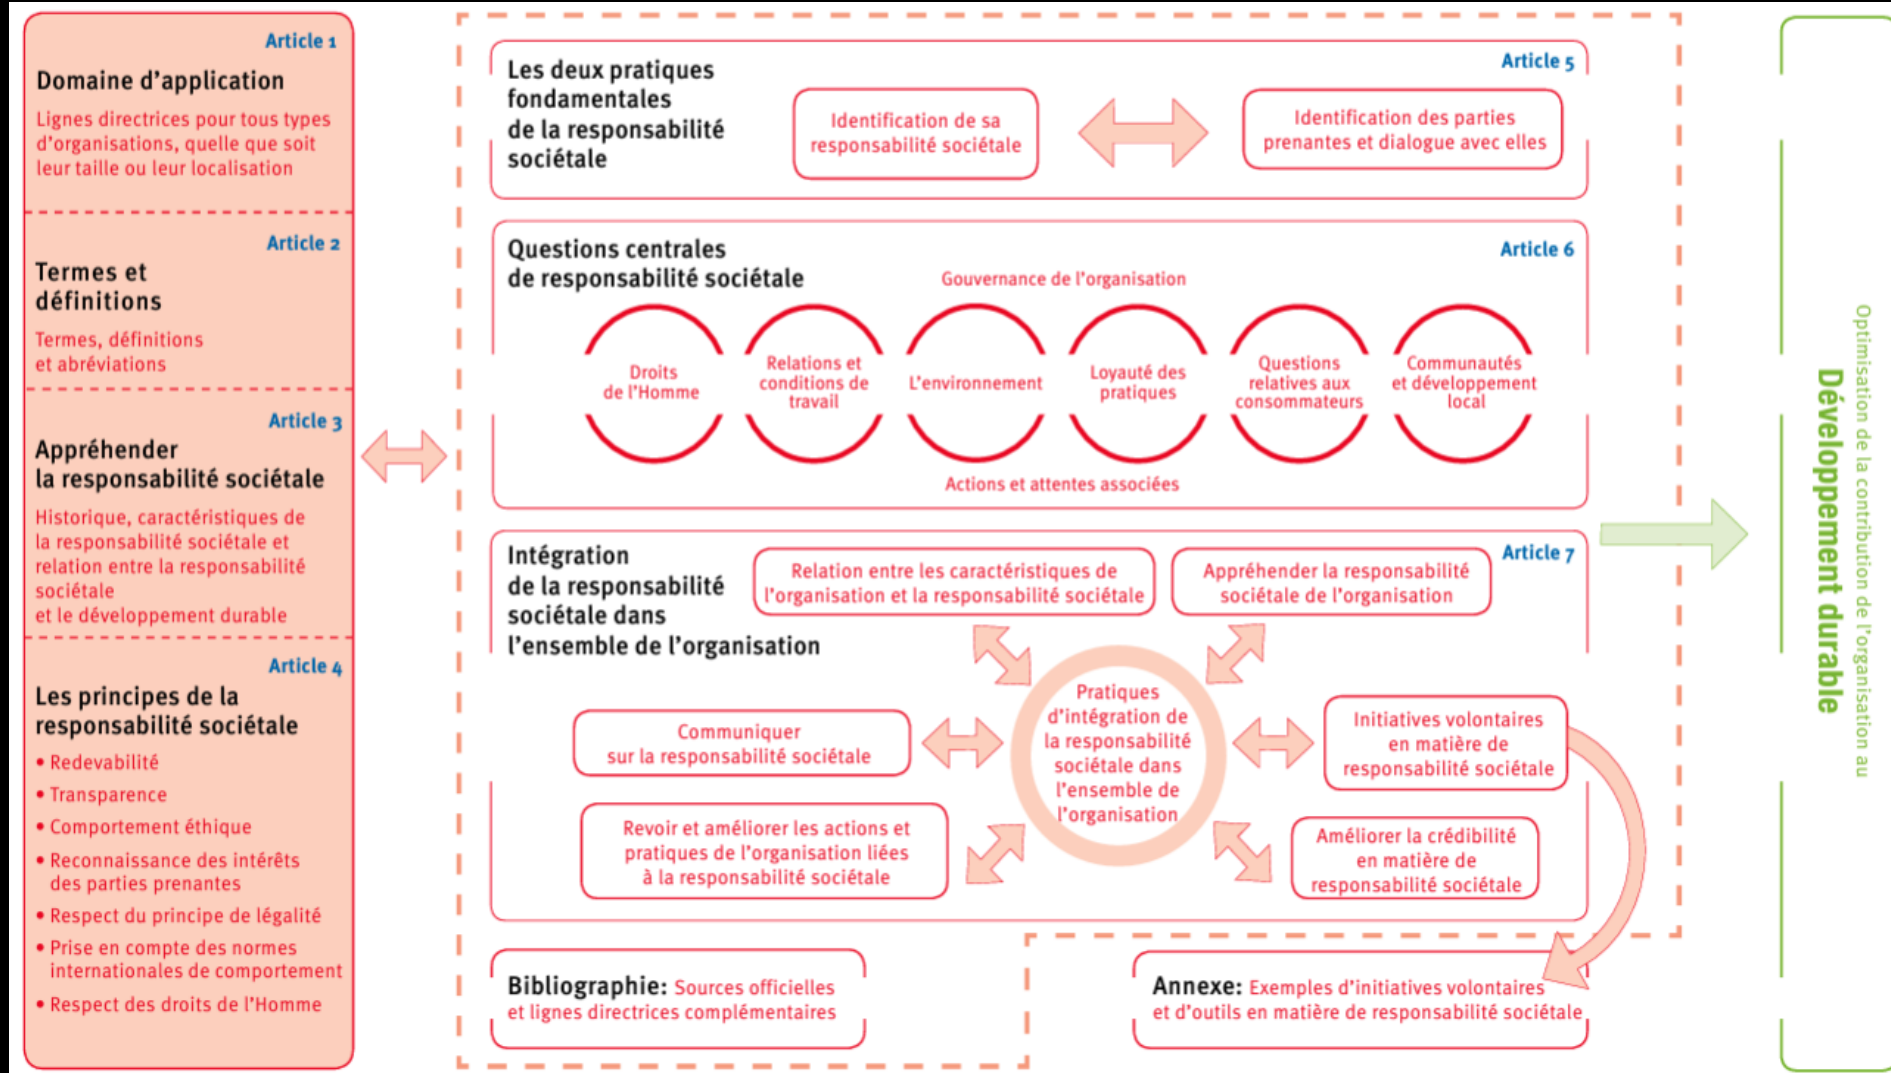 Article 1
Domaine d’application
Lignes directrices pour tous types
d’organisations, quelle que soit
leur taille ou leur localisation
Article 2
Termes et
définitions
Termes, définitions
et abréviations
Article 3
Appréhender
la responsabilité sociétale
Historique, caractéristiques de
la responsabilité sociétale et
relation entre la responsabilité
sociétale
et le développement durable
Article 4
Les principes de la
responsabilité sociétale
• Redevabilité
• Transparence
• Comportement éthique
• Reconnaissance des intérêts
des parties prenantes
• Respect du principe de légalité
• Prise en compte des normes
internationales de comportement
• Respect des droits de l’Homme
Article 5
Les deux pratiques
fondamentales
de la responsabilité
sociétale
Identification de sa
responsabilité sociétale
Identification des parties
prenantes et dialogue avec elles
Article 6
Questions centrales
de responsabilité sociétale
Gouvernance de l’organisation
Droits
de l’Homme
Relations et
conditions de
travail
L’environnement
Loyauté des
pratiques
Questions
relatives aux
consommateurs
Communautés
et développement
local
Actions et attentes associées
Article 7
Intégration
de la responsabilité
sociétale dans
l’ensemble de l’organisation
Relation entre les caractéristiques de
l’organisation et la responsabilité sociétale
Appréhender la responsabilité
sociétale de l’organisation
Pratiques
d’intégration de
la responsabilité
sociétale dans
l’ensemble de
l’organisation
Communiquer
sur la responsabilité sociétale
Initiatives volontaires
en matière de
responsabilité sociétale
Revoir et améliorer les actions et
pratiques de l’organisation liées
à la responsabilité sociétale
Améliorer la crédibilité
en matière de
responsabilité sociétale
Bibliographie: Sources officielles
et lignes directrices complémentaires
Annexe: Exemples d’initiatives volontaires
et d’outils en matière de responsabilité sociétale
Optimisation de la contribution de l’organisation au
Développement durable